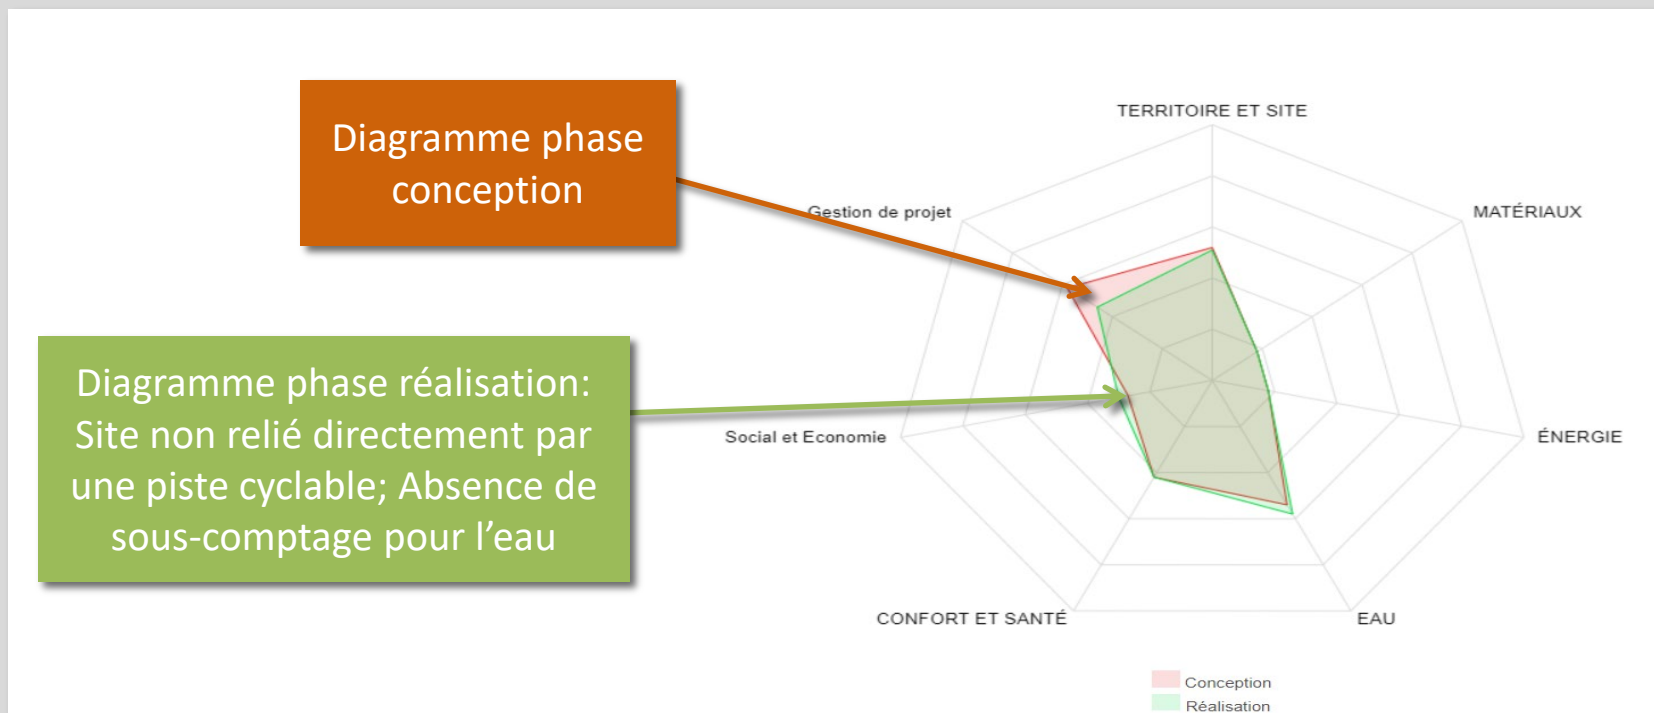 Diagramme phase
conception
Diagramme phase réalisation:
Site non relié directement par
une piste cyclable; Absence de
sous-comptage pour l’eau
TERRITOIRE ET SITE
Gestion de projet
MATÉRIAUX
Social et Economie
ÉNERGIE
CONFORT ET SANTÉ
EAU
Conception
Réalisation